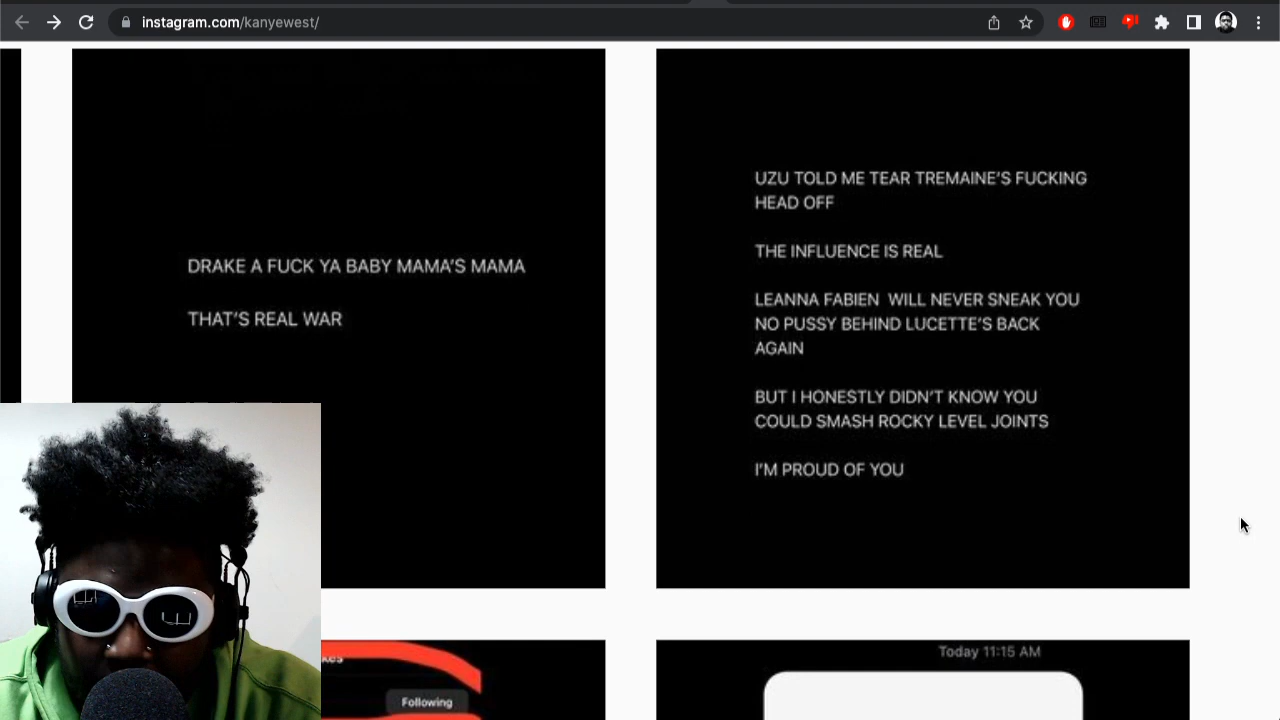 instagram.com/kanyewest/
DRAKE A FUCK YA BABY MAMA’S MAMA
THAT’S REAL WAR
UZU TOLD ME TEAR TREMAINE’S FUCKING
HEAD OFF
THE INFLUENCE IS REAL
LEANNA FABIEN  WILL NEVER SNEAK YOU
NO PUSSY BEHIND LUCETTE’S BACK
AGAIN
BUT I HONESTLY DIDN’T KNOW YOU
COULD SMASH ROCKY LEVEL JOINTS
I’M PROUD OF YOU
Following
Today 11:15 AM